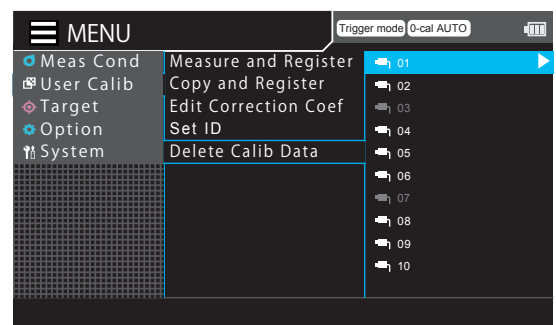 MENU
Trigger mode 0-cal AUTO
Meas Cond
User Calib
Target
Option
System
Measure and Register
Copy and Register
Edit Correction Coef
Set ID
Delete Calib Data
01
02
03
04
05
06
07
08
09
10